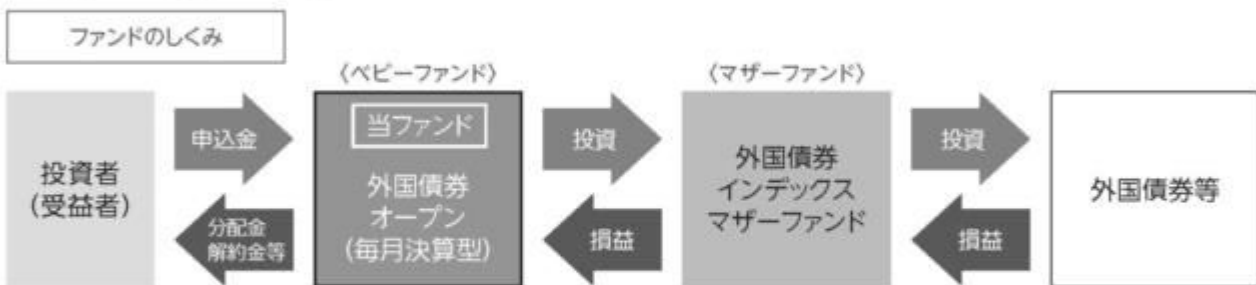 ファンドのしくみ
〈ベビーファンド〉
〈マザーファンド〉
投資者
(受益者)
申込金
分配金
解約金等
当ファンド
外国債券
オープン
(毎月決算型)
投資
損益
外国債券
インデックス
マザーファンド
投資
損益
外国債券等